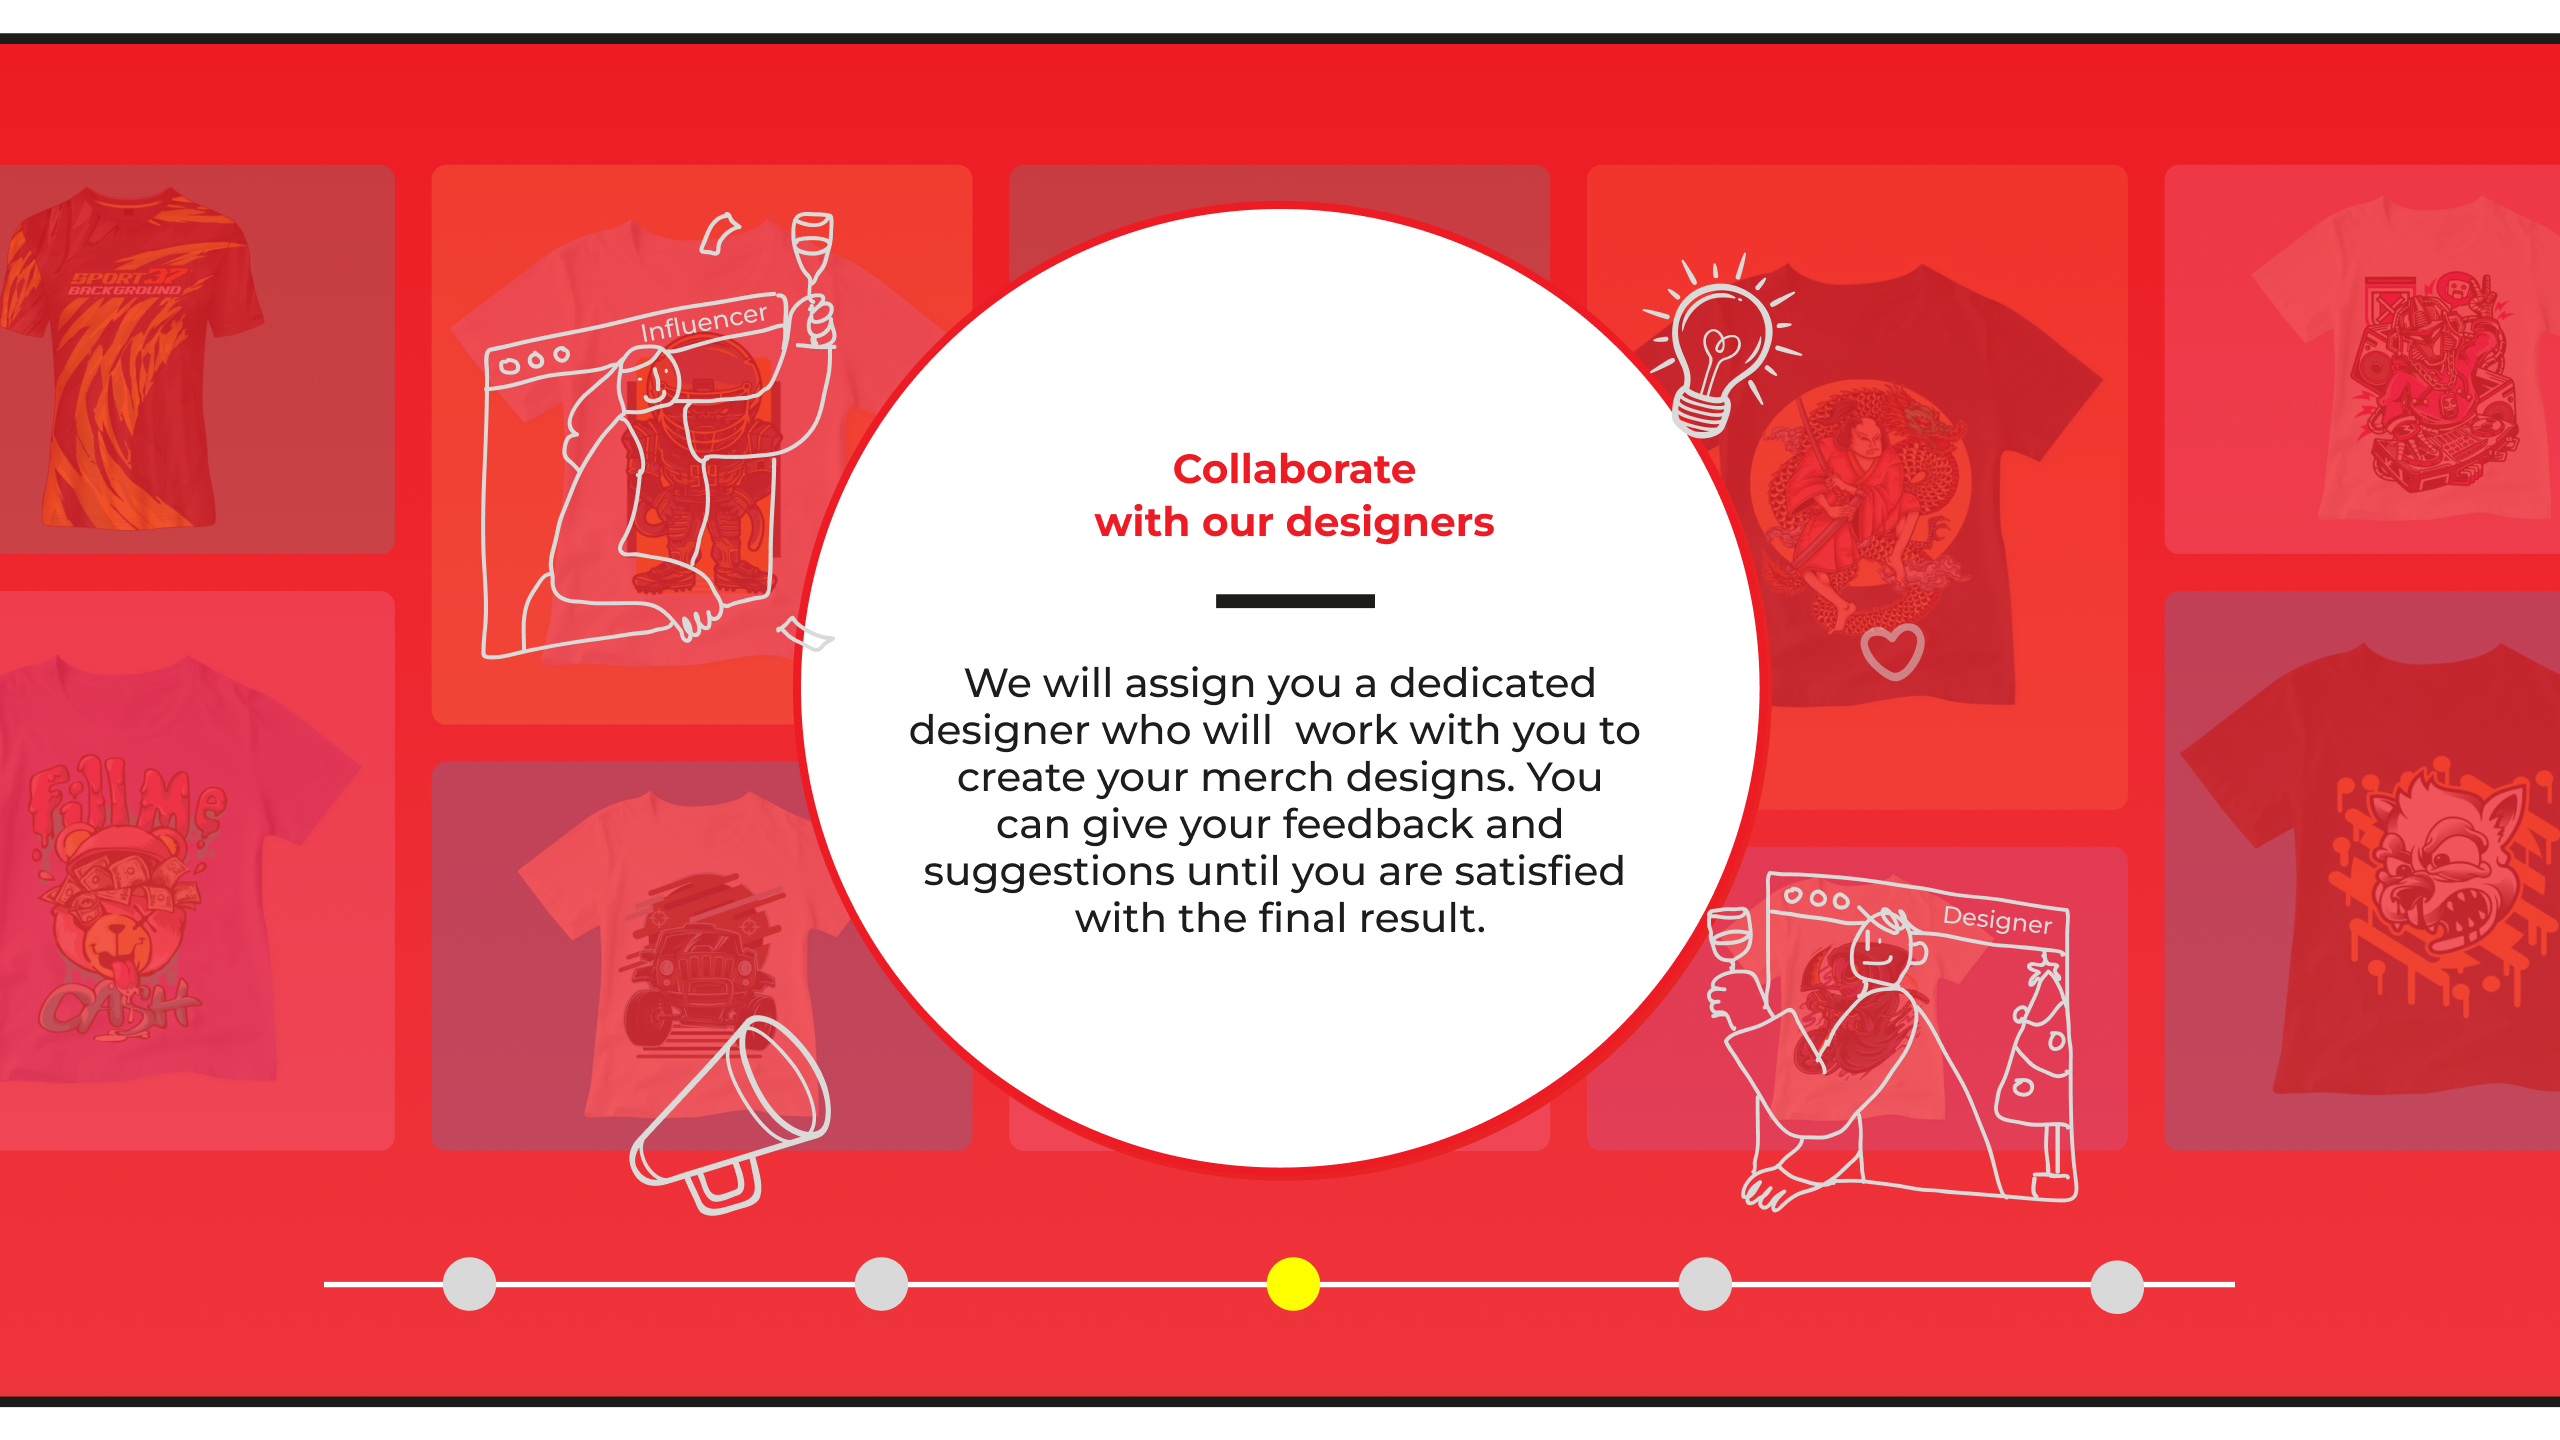 SPORT 37
BACKGROUND
Influencer
Collaborate
with our designers
We will assign you a dedicated
designer who will  work with you to
create your merch designs. You
can give your feedback and
suggestions until you are satisfied
with the final result.
Fill Me
CASH
Designer